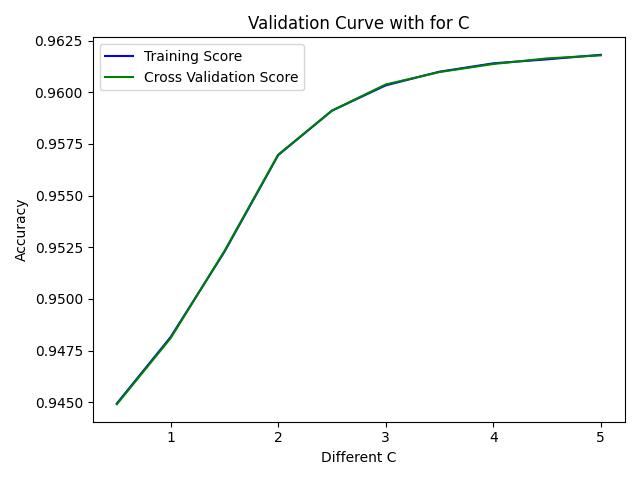 Validation Curve with for C
Training Score
Cross Validation Score
Accuracy
0.9625
0.9600
0.9575
0.9550
0.9525
0.9500
0.9475
0.9450
1 2 3 4 5
Different C